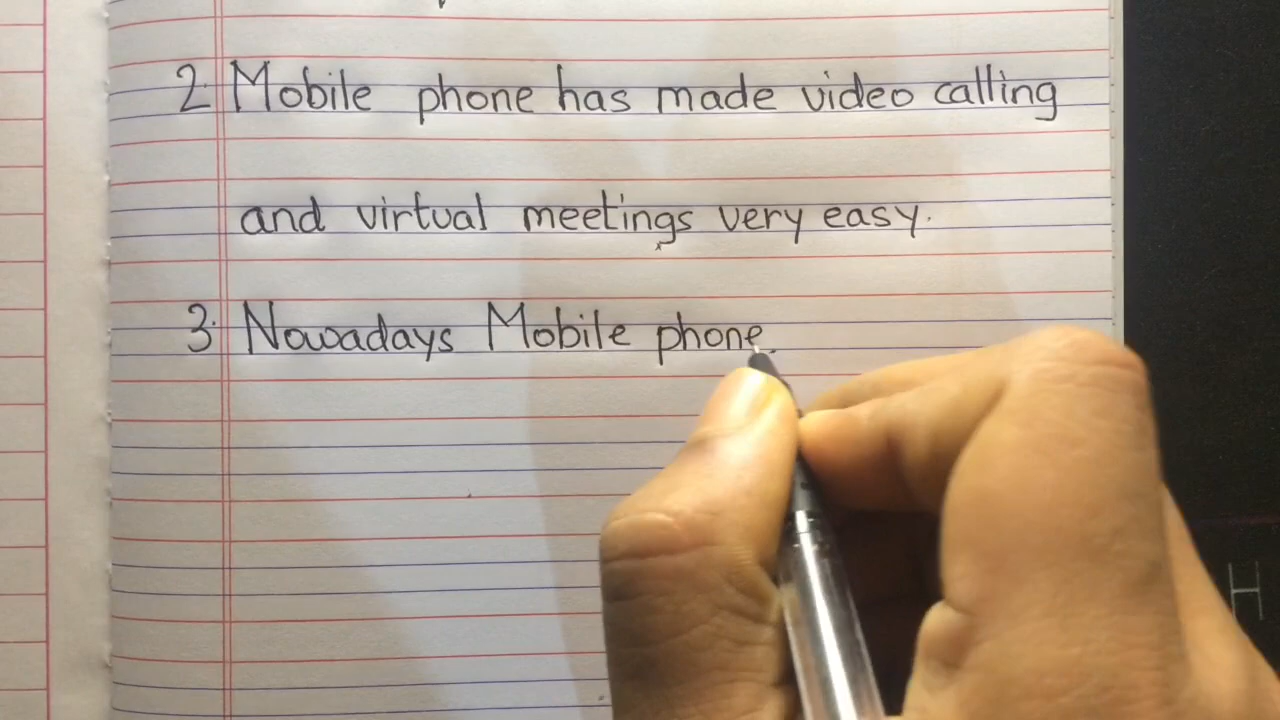 2. Mobile phone has made video calling
and virtual meetings very easy.
3. Nowadays Mobile phone
H